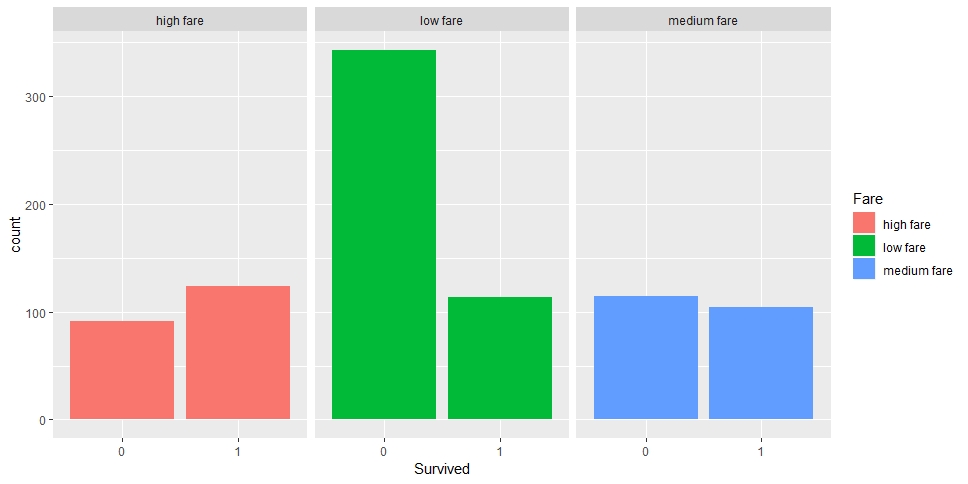 high fare
low fare
medium fare
300
200
100
0
count
0
1
0
1
0
1
Survived
Fare
high fare
low fare
medium fare